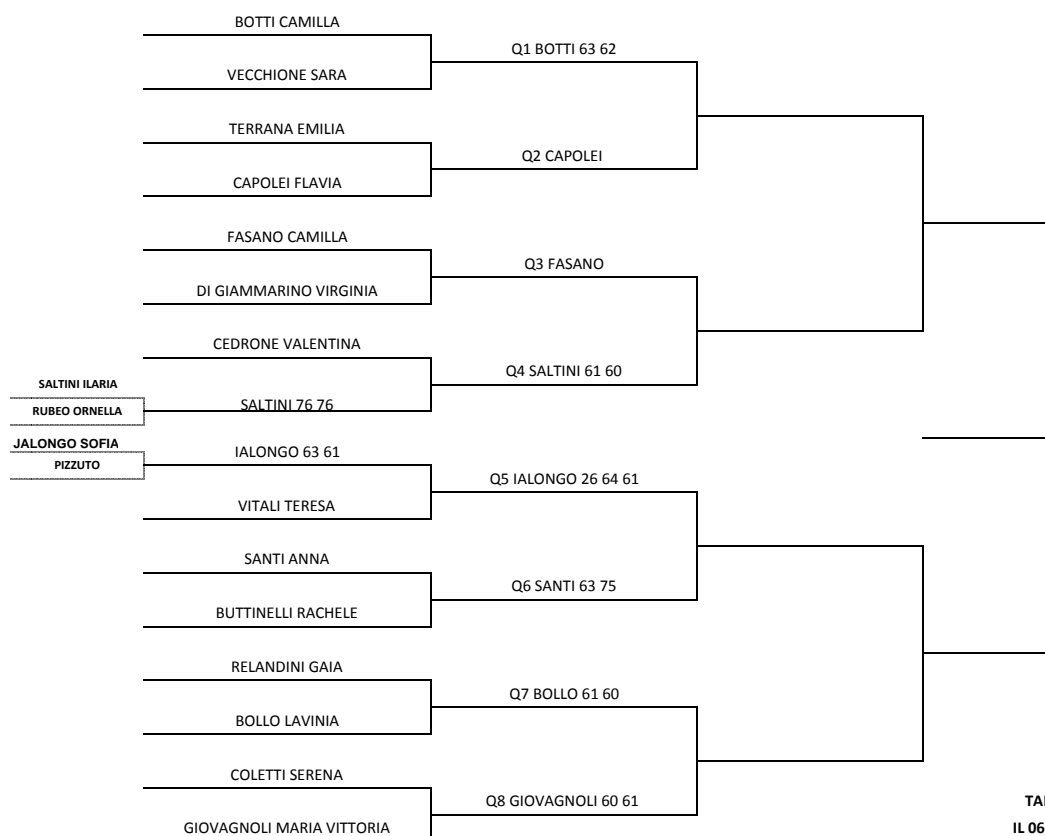 BOTTI CAMILLA
Q1 BOTTI 63 62
VECCHIONE SARA
TERRANA EMILIA
Q2 CAPOLEI
CAPOLEI FLAVIA
FASANO CAMILLA
Q3 FASANO
DI GIAMMARINO VIRGINIA
CEDRONE VALENTINA
Q4 SALTINI 61 60
SALTINI ILARIA
SALTINI 76 76
RUBEO ORNELLA
JALONGO SOFIA
IALONGO 63 61
PIZZUTO
Q5 IALONGO 26 64 61
VITALI TERESA
SANTI ANNA
Q6 SANTI 63 75
BUTTINELLI RACHELE
RELANDINI GAIA
Q7 BOLLO 61 60
BOLLO LAVINIA
COLETTI SERENA
Q8 GIOVAGNOLI 60 61
GIOVAGNOLI MARIA VITTORIA
IL 06